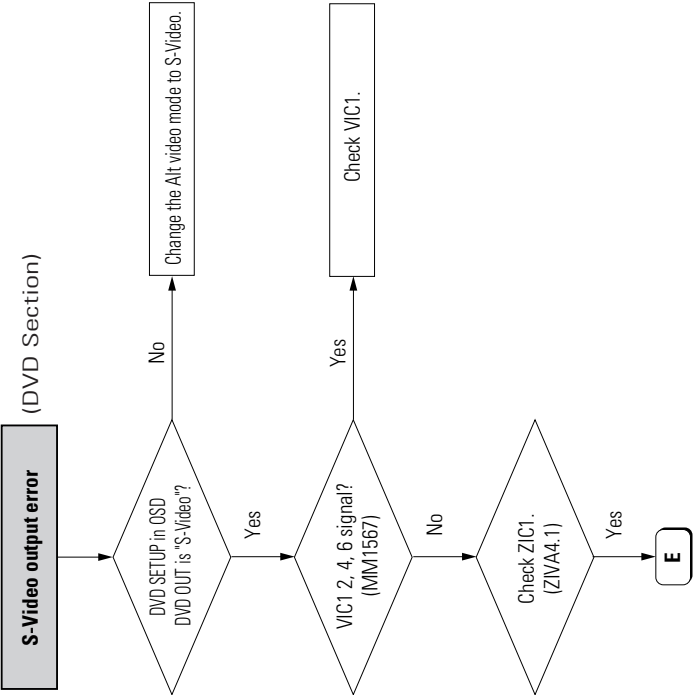 S-Video output error
(DVD Section)
DVD SETUP in OSD
DVD OUT is "S-Video"?
No
Change the Alt video mode to S-Video.
Yes
VIC1 2, 4, 6 signal?
(MM1567)
Yes
Check VIC1.
No
Check ZIC1.
(ZIVA4.1)
Yes
E